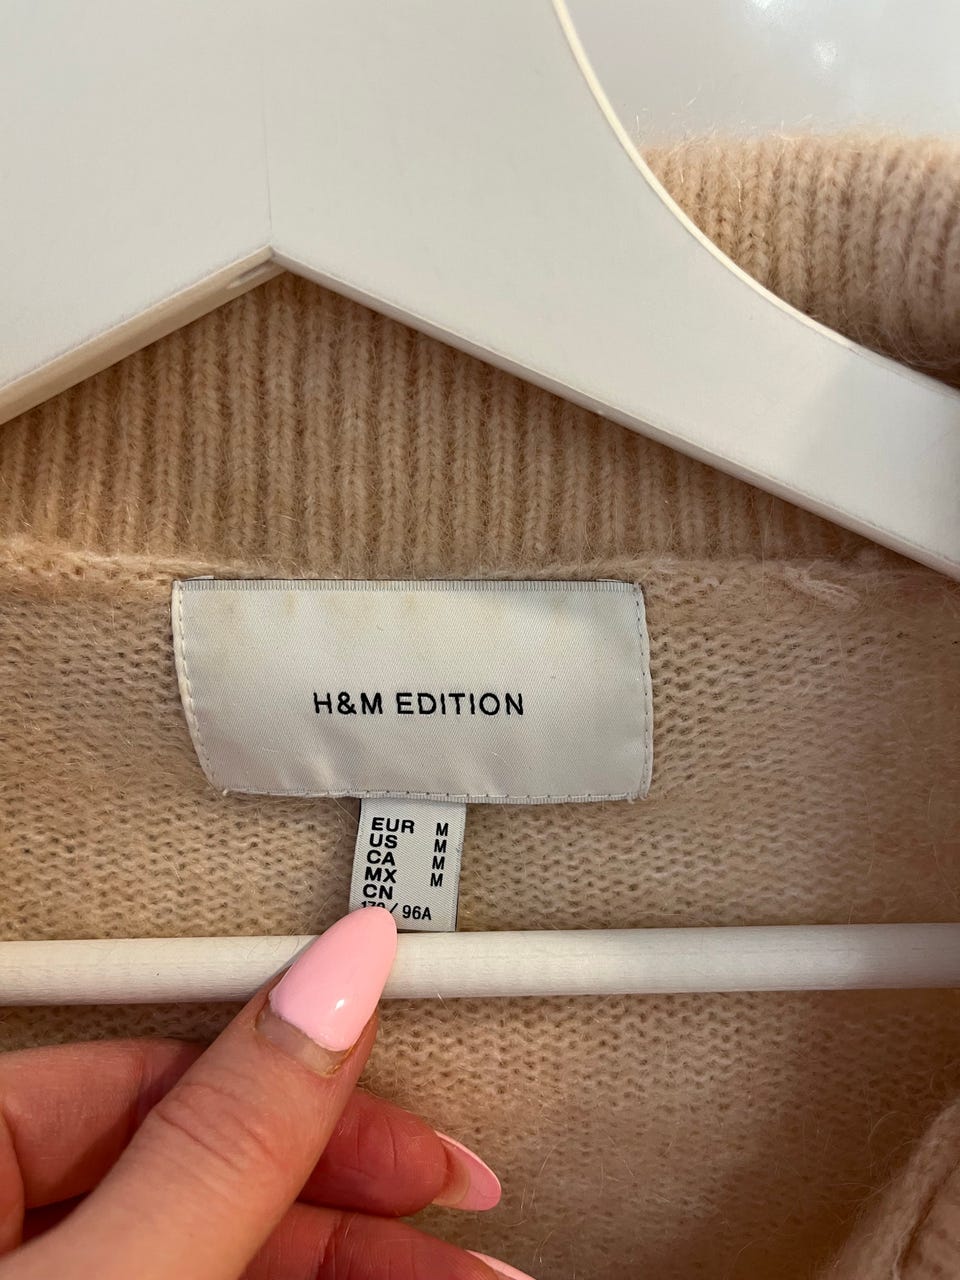 H&M EDITION
EUR M
US M
CA M
MX M
CN
/ 96A